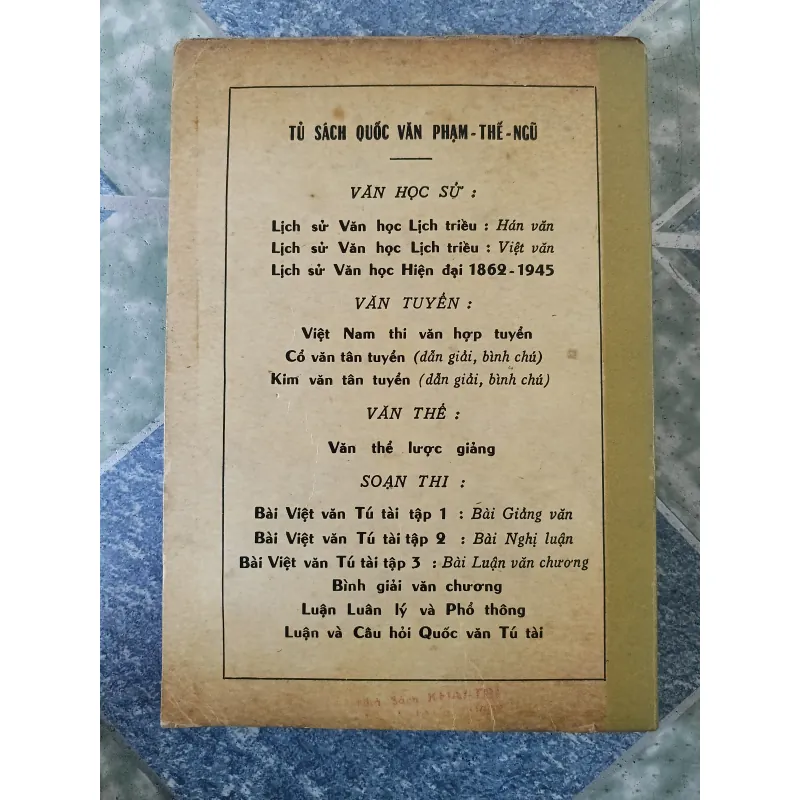 TỦ SÁCH QUỐC VĂN PHẠM-THẾ-NGŨ
VĂN HỌC SỬ :
Lịch sử Văn học Lịch triều : Hán văn
Lịch sử Văn học Lịch triều : Việt văn
Lịch sử Văn học Hiện đại 1862-1945
VĂN TUYỂN :
Việt Nam thi văn hợp tuyển
Cổ văn tân tuyển (dẫn giải, bình chú)
Kim văn tân tuyển (dẫn giải, bình chú)
VĂN THỂ :
Văn thể lược giảng
SOẠN THI :
Bài Việt văn Tú tài tập 1 : Bài Giảng văn
Bài Việt văn Tú tài tập 2 : Bài Nghị luận
Bài Việt văn Tú tài tập 3 : Bài Luận văn chương
Bình giải văn chương
Luận Luân lý và Phổ thông
Luận và Câu hỏi Quốc văn Tú tài
Sách